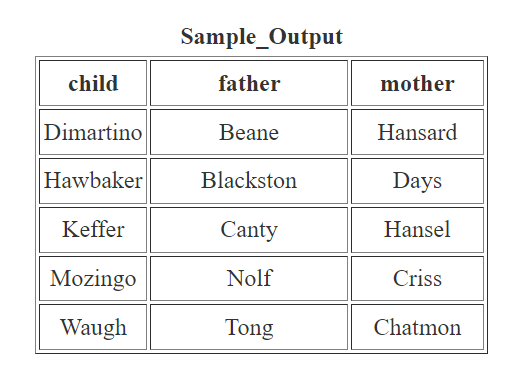 Sample_Output
child father mother
Dimartino Beane Hansard
Hawbaker Blackston Days
Keffer Canty Hansel
Mozingo Nolf Criss
Waugh Tong Chatmon